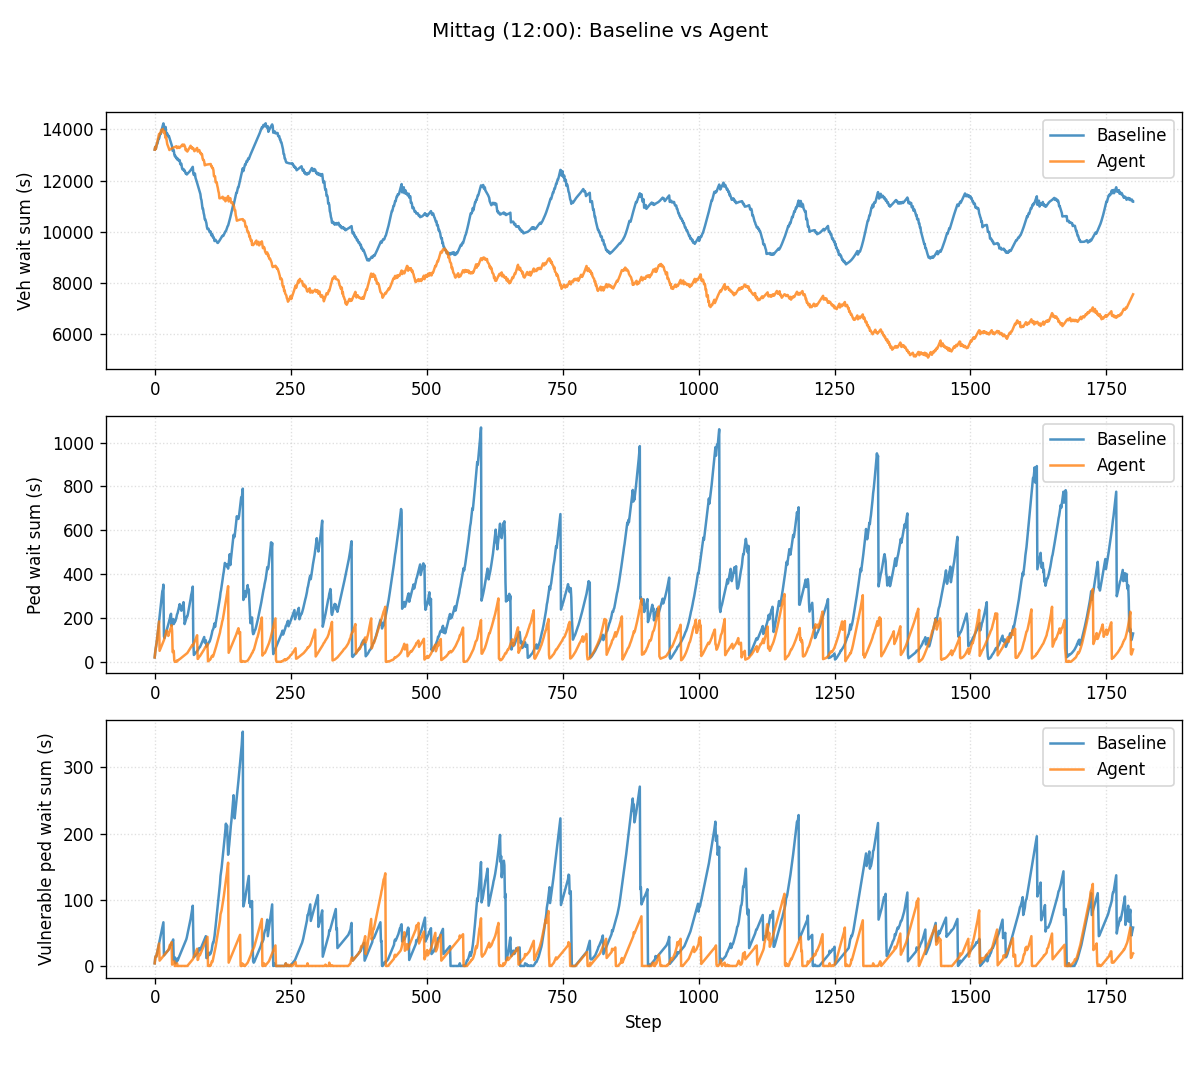 Mittag (12:00): Baseline vs Agent
Veh wait sum (s)
14000
12000
10000
8000
6000
Baseline
Agent
0 250 500 750 1000 1250 1500 1750
Ped wait sum (s)
1000
800
600
400
200
0
Baseline
Agent
0 250 500 750 1000 1250 1500 1750
Vulnerable ped wait sum (s)
300
200
100
0
Baseline
Agent
0 250 500 750 1000 1250 1500 1750
Step